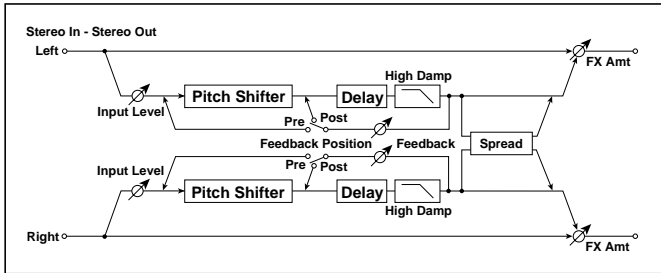 Stereo In - Stereo Out
Left
FX Amt
High Damp
Pitch Shifter
Delay
Input Level
Pre
Post
Feedback Position
Feedback
Spread
Input Level
Pre
Post
Pitch Shifter
Delay
High Damp
Right
FX Amt